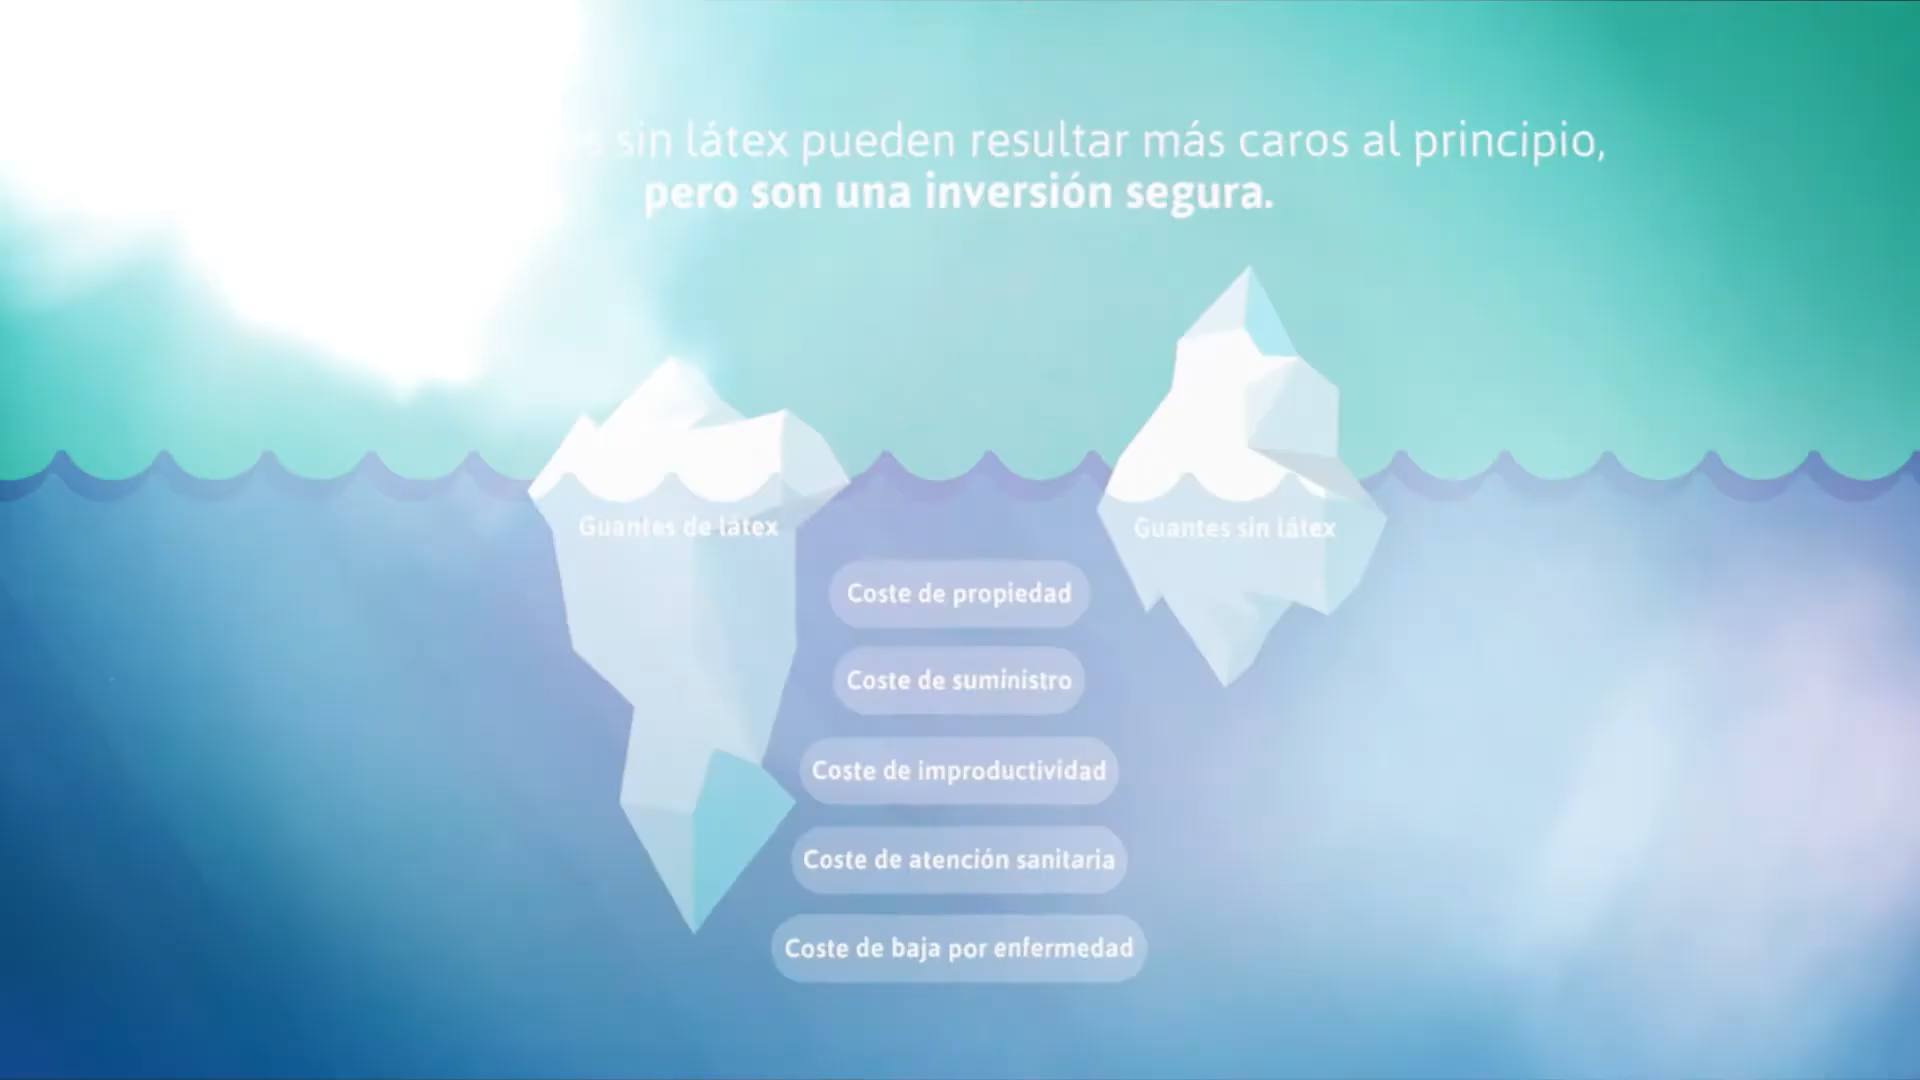 sin látex pueden resultar más caros al principio,
pero son una inversión segura.
Guantes de látex
Guantes sin látex
Coste de propiedad
Coste de suministro
Coste de improductividad
Coste de atención sanitaria
Coste de baja por enfermedad